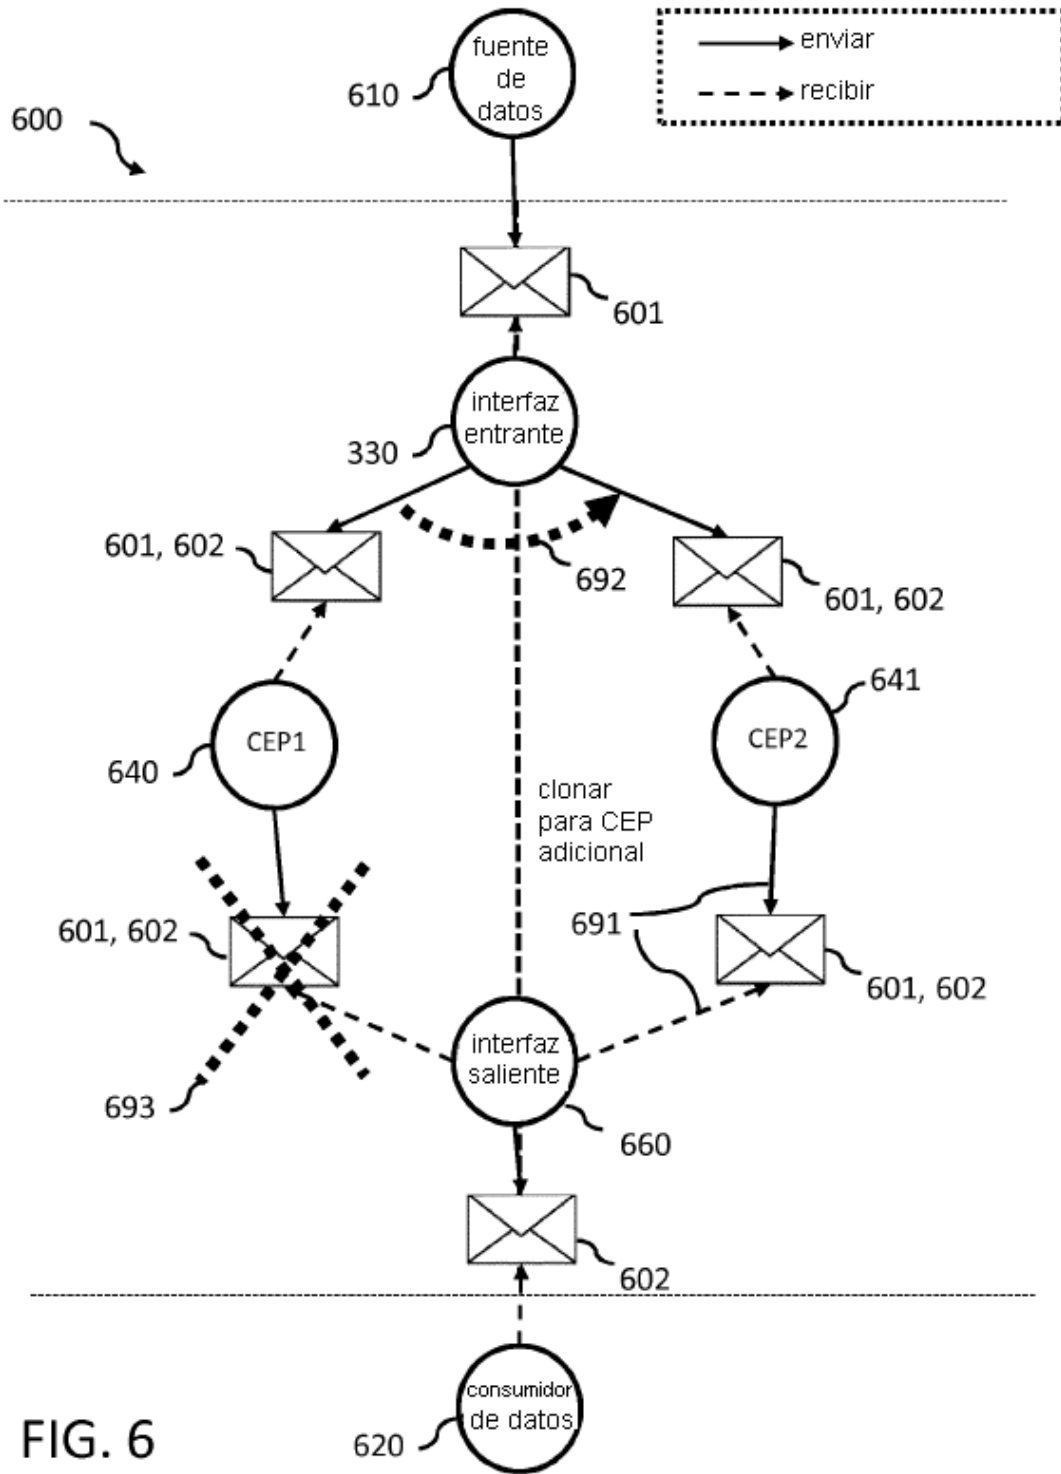 fuente
de
datos
610
enviar
recibir
600
601
interfaz
entrante
330
601, 602
692
601, 602
CEP1
640
641
CEP2
clonar
para CEP
adicional
601, 602
691
601, 602
interfaz
saliente
693
660
602
consumidor
de datos
620
FIG. 6